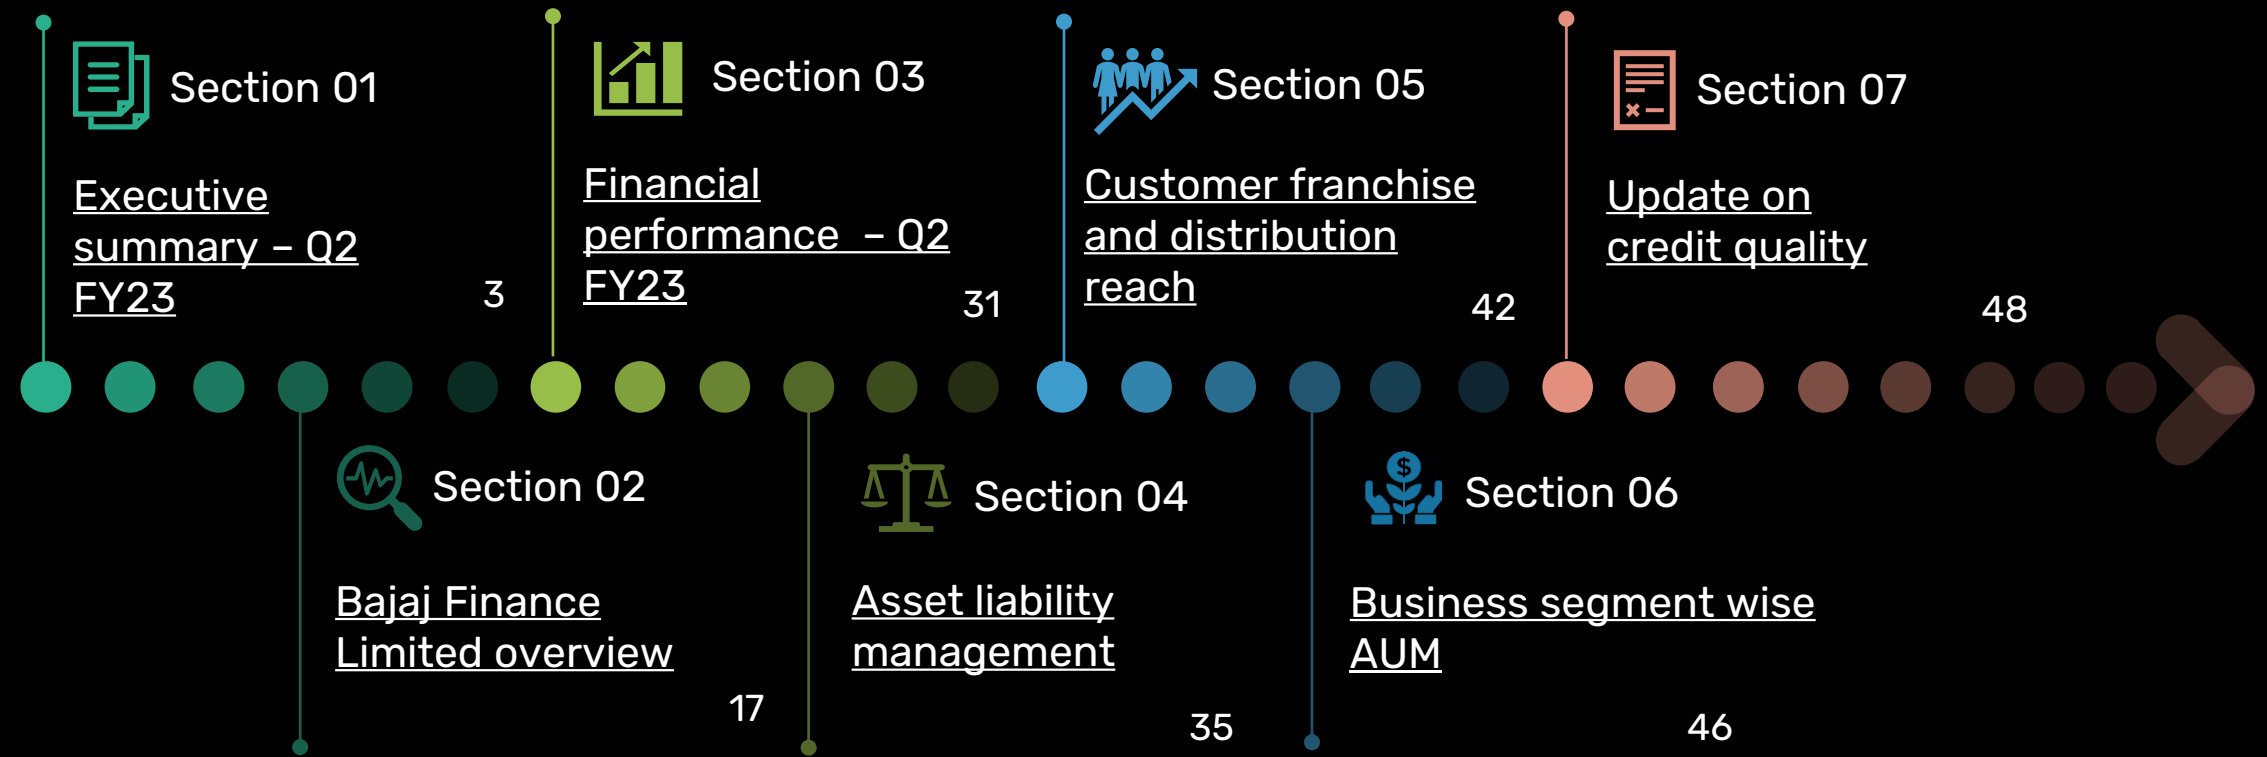 Section 01
Executive
summary – Q2
FY23
3
Section 02
Bajaj Finance
Limited overview
17
Section 03
Financial
performance – Q2
FY23
31
Section 04
Asset liability
management
35
Section 05
Customer franchise
and distribution
reach
42
$
Section 06
Business segment wise
AUM
46
Section 07
Update on
credit quality
48